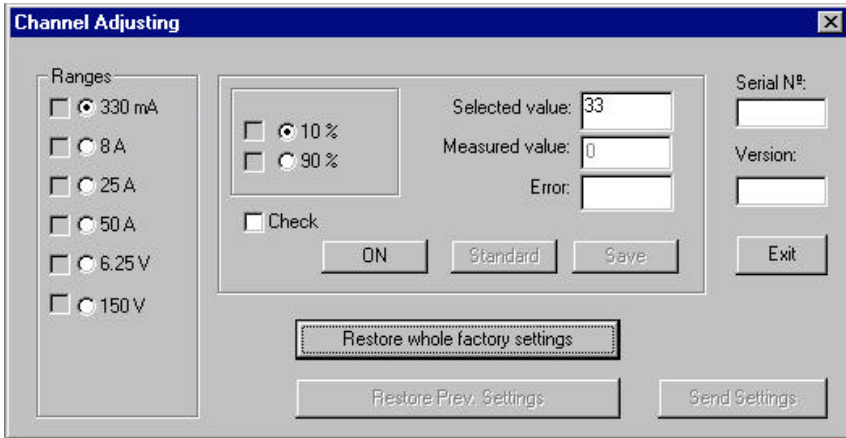 Channel Adjusting
Ranges
330 mA
8 A
25 A
50 A
6.25 V
150 V
10 %
90 %
Check
Selected value: 33
Measured value: 0
Error:
ON
Standard
Save
Serial Nº:
Version:
Exit
Restore whole factory settings
Restore Prev. Settings
Send Settings